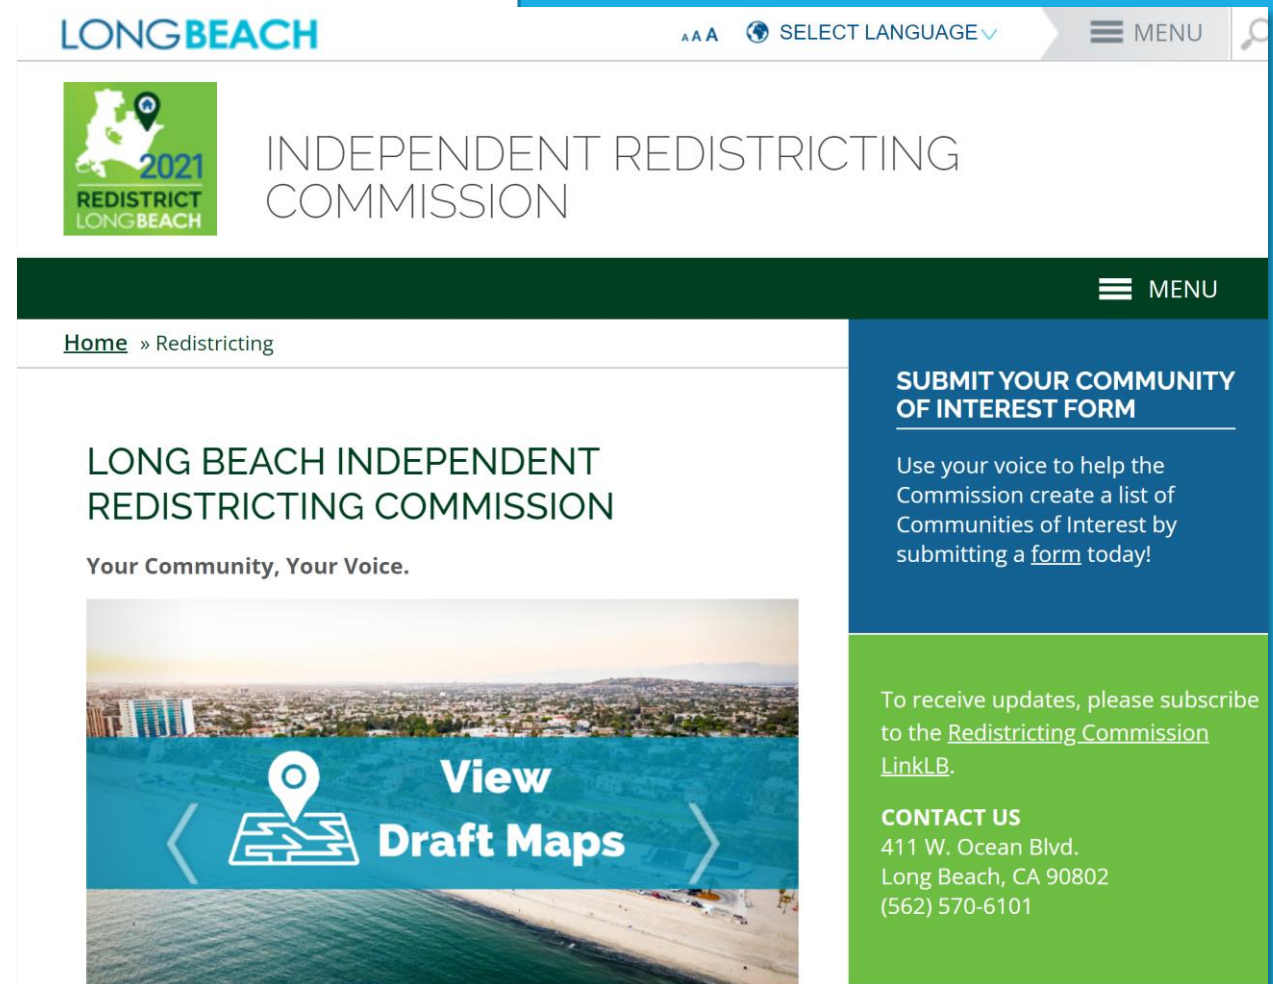 LONGBEACH
AAA SELECT LANGUAGE MENU
2021
REDISTRICT
LONGBEACH
INDEPENDENT REDISTRICTING
COMMISSION
MENU
Home » Redistricting
LONG BEACH INDEPENDENT
REDISTRICTING COMMISSION
Your Community, Your Voice.
View
Draft Maps
SUBMIT YOUR COMMUNITY
OF INTEREST FORM
Use your voice to help the
Commission create a list of
Communities of Interest by
submitting a form today!
To receive updates, please subscribe
to the Redistricting Commission
LinkLB.
CONTACT US
411 W. Ocean Blvd.
Long Beach, CA 90802
(562) 570-6101